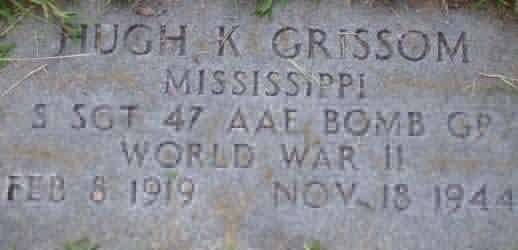 HUGH K GRISSOM
MISSISSIPPI
S SGT 47 AAF BOMB GP
WORLD WAR II
FEB 8 1919 NOV 18 1944